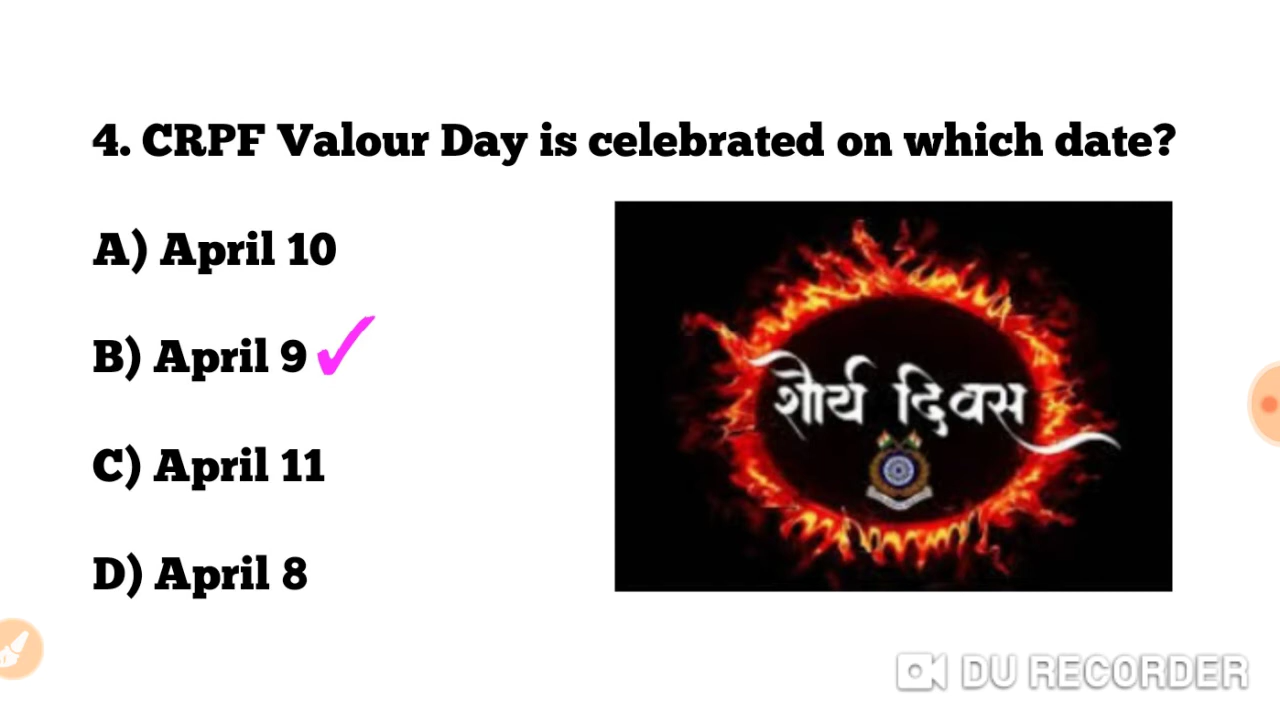 4. CRPF Valour Day is celebrated on which date?
A) April 10
B) April 9
C) April 11
D) April 8
शौर्य दिवस
DU RECORDER